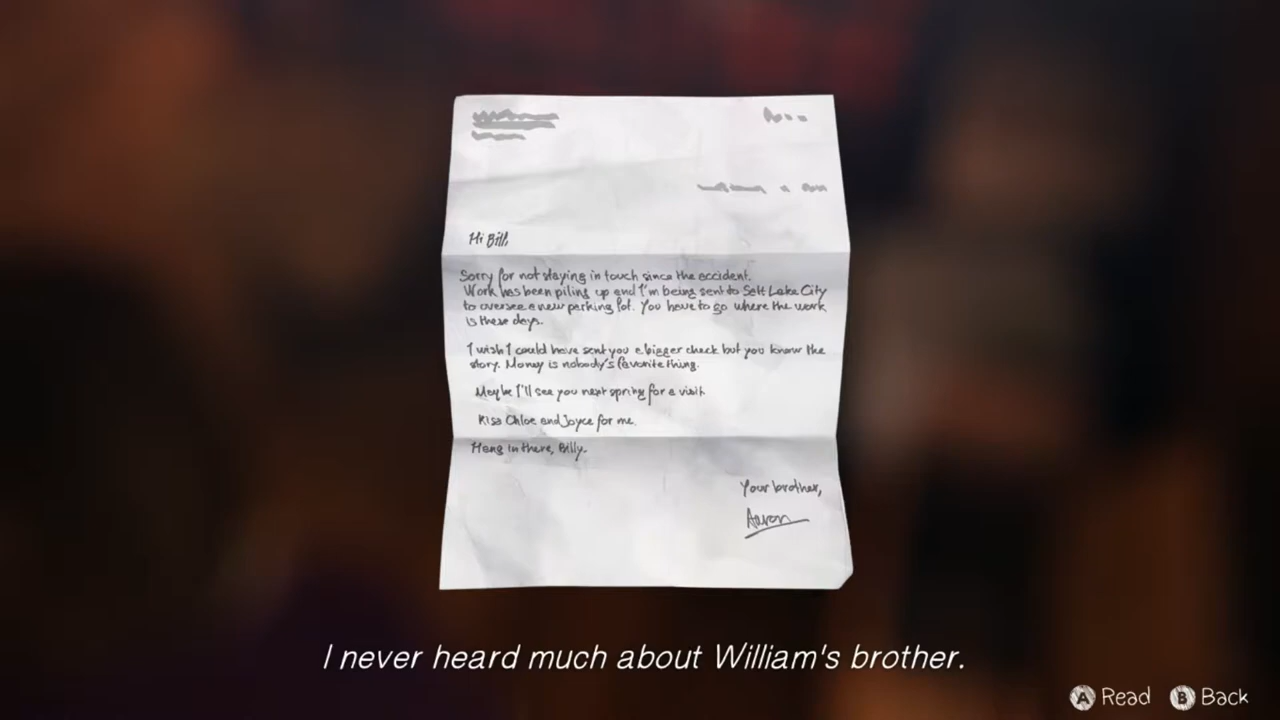 Hi Bill,
Sorry for not staying in touch since the accident.
Work has been piling up and I'm being sent to Salt Lake City
to oversee a new parking lot. You have to go where the work
is these days.
I wish I could have sent you a bigger check but you know the
story. Money is nobody's favorite thing.
Maybe I'll see you next spring for a visit.
Kiss Chloe and Joyce for me.
Hang in there, Billy.
Your brother,
Aaron
I never heard much about William's brother.
A Read B Back